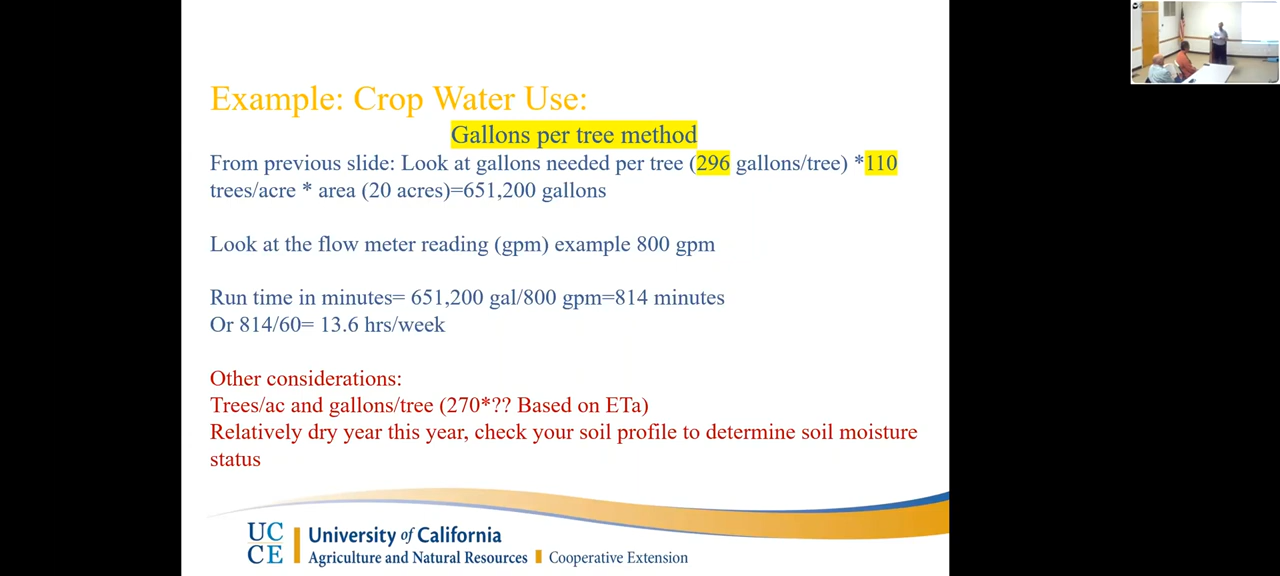 Example: Crop Water Use:
Gallons per tree method
From previous slide: Look at gallons needed per tree (296 gallons/tree) *110
trees/acre * area (20 acres)=651,200 gallons
Look at the flow meter reading (gpm) example 800 gpm
Run time in minutes= 651,200 gal/800 gpm=814 minutes
Or 814/60= 13.6 hrs/week
Other considerations:
Trees/ac and gallons/tree (270*?? Based on ETa)
Relatively dry year this year, check your soil profile to determine soil moisture
status
UC
CE
University of California
Agriculture and Natural Resources Cooperative Extension